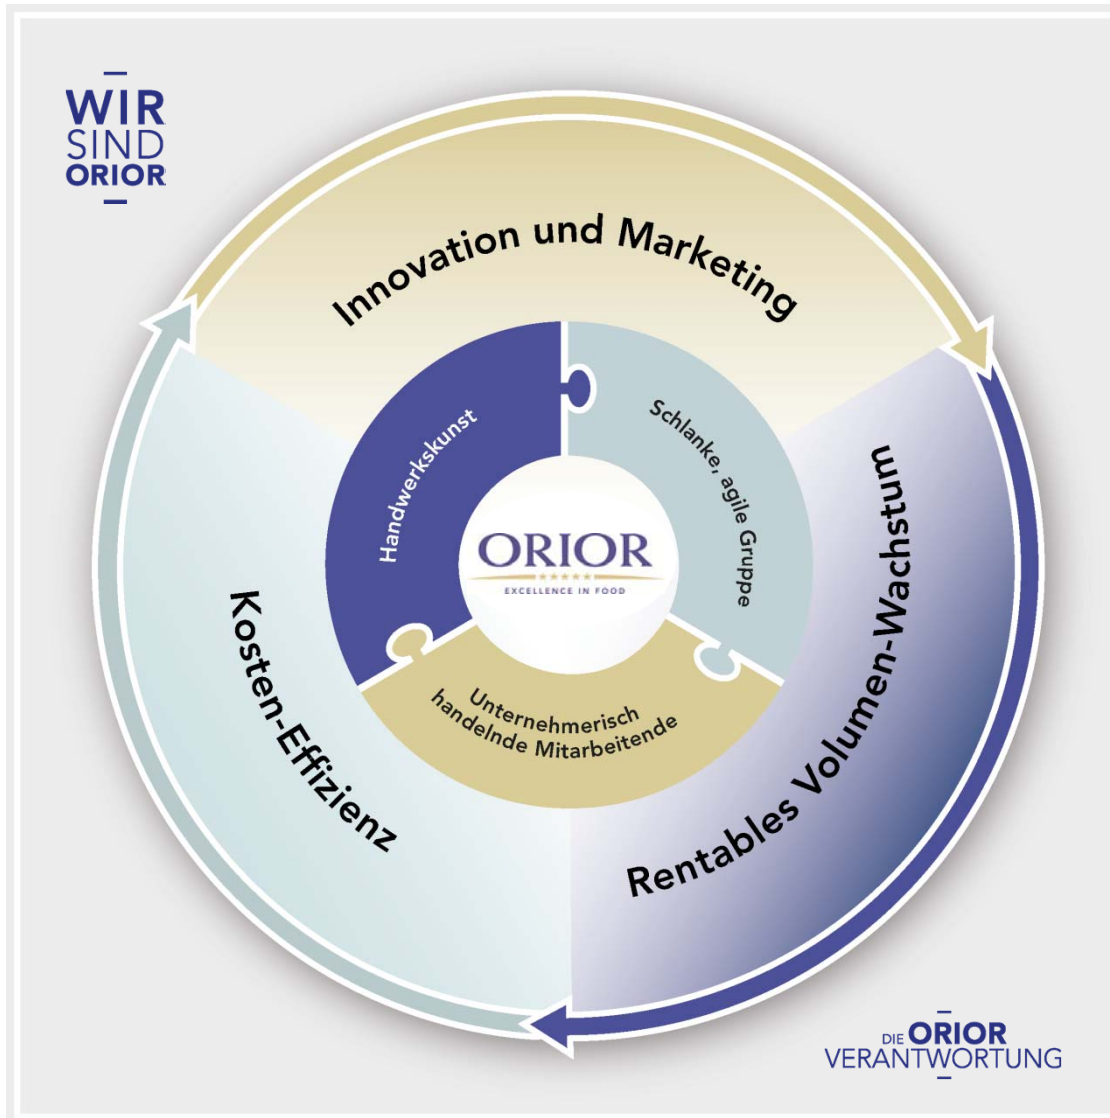 WIR
SIND
ORIOR
Innovation und Marketing
Handwerkskunst
Schlanke, agile Gruppe
ORIOR
EXCELLENCE IN FOOD
Unternehmerisch
handelnde Mitarbeitende
Kosten-Effizienz
Rentables Volumen-Wachstum
DIE ORIOR
VERANTWORTUNG